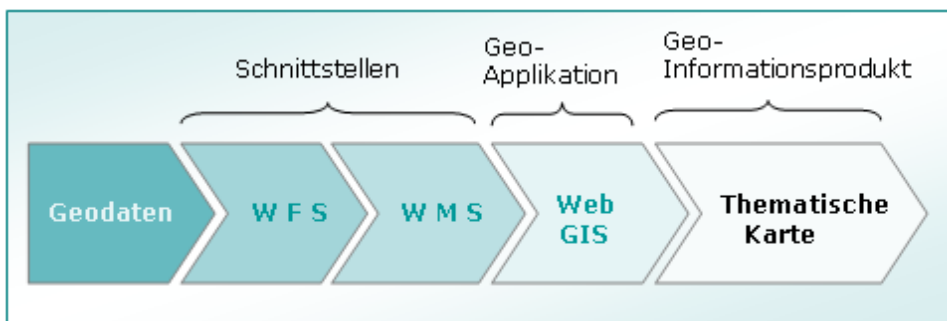 Schnittstellen
Geo-
Applikation
Geo-
Informationsprodukt
Geodaten
W F S
W M S
Web
GIS
Thematische
Karte